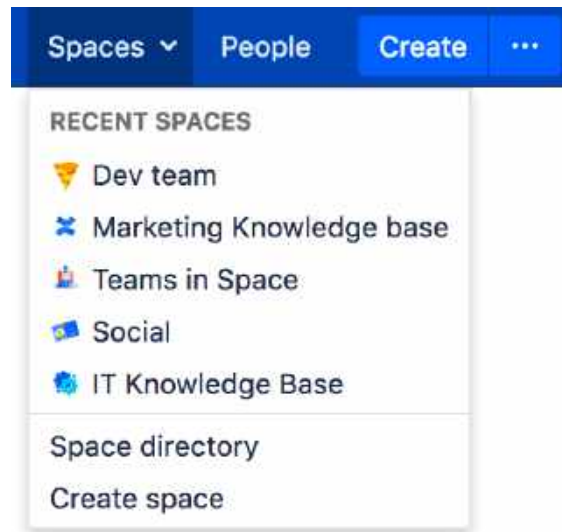 Spaces People Create ...
RECENT SPACES
Dev team
Marketing Knowledge base
Teams in Space
Social
IT Knowledge Base
Space directory
Create space